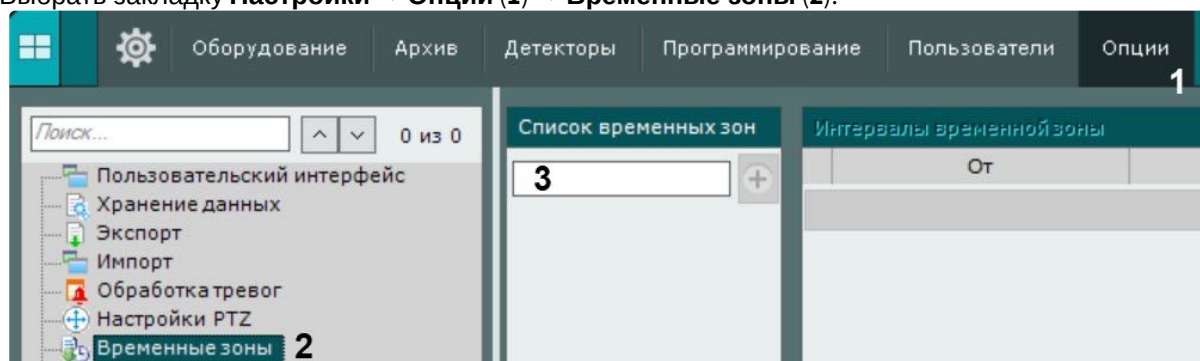 Выбрать закладку Настройки → Опции (1) → Временные зоны (2).
Оборудование Архив Детекторы Программирование Пользователи Опции
1
Поиск...
0 из 0
Пользовательский интерфейс
Хранение данных
Экспорт
Импорт
Обработка тревог
Настройки PTZ
Временные зоны 2
Список временных зон
3
Интервалы временной зоны
От